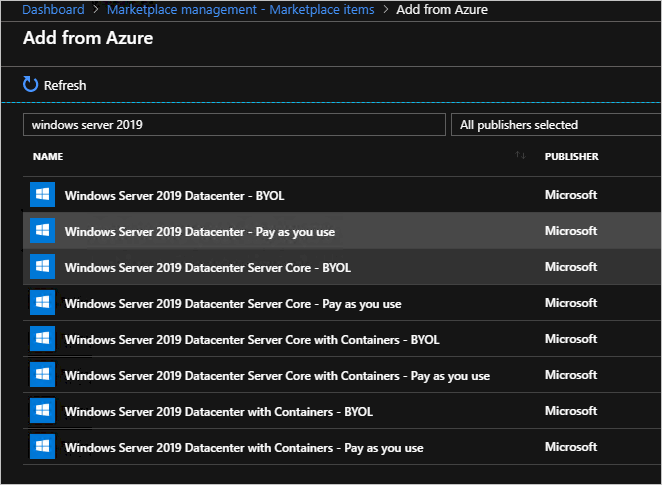 Dashboard > Marketplace management - Marketplace items > Add from Azure
Add from Azure
Refresh
windows server 2019 All publishers selected
NAME ↑↓ PUBLISHER
Windows Server 2019 Datacenter - BYOL Microsoft
Windows Server 2019 Datacenter - Pay as you use Microsoft
Windows Server 2019 Datacenter Server Core - BYOL Microsoft
Windows Server 2019 Datacenter Server Core - Pay as you use Microsoft
Windows Server 2019 Datacenter Server Core with Containers - BYOL Microsoft
Windows Server 2019 Datacenter Server Core with Containers - Pay as you use Microsoft
Windows Server 2019 Datacenter with Containers - BYOL Microsoft
Windows Server 2019 Datacenter with Containers - Pay as you use Microsoft